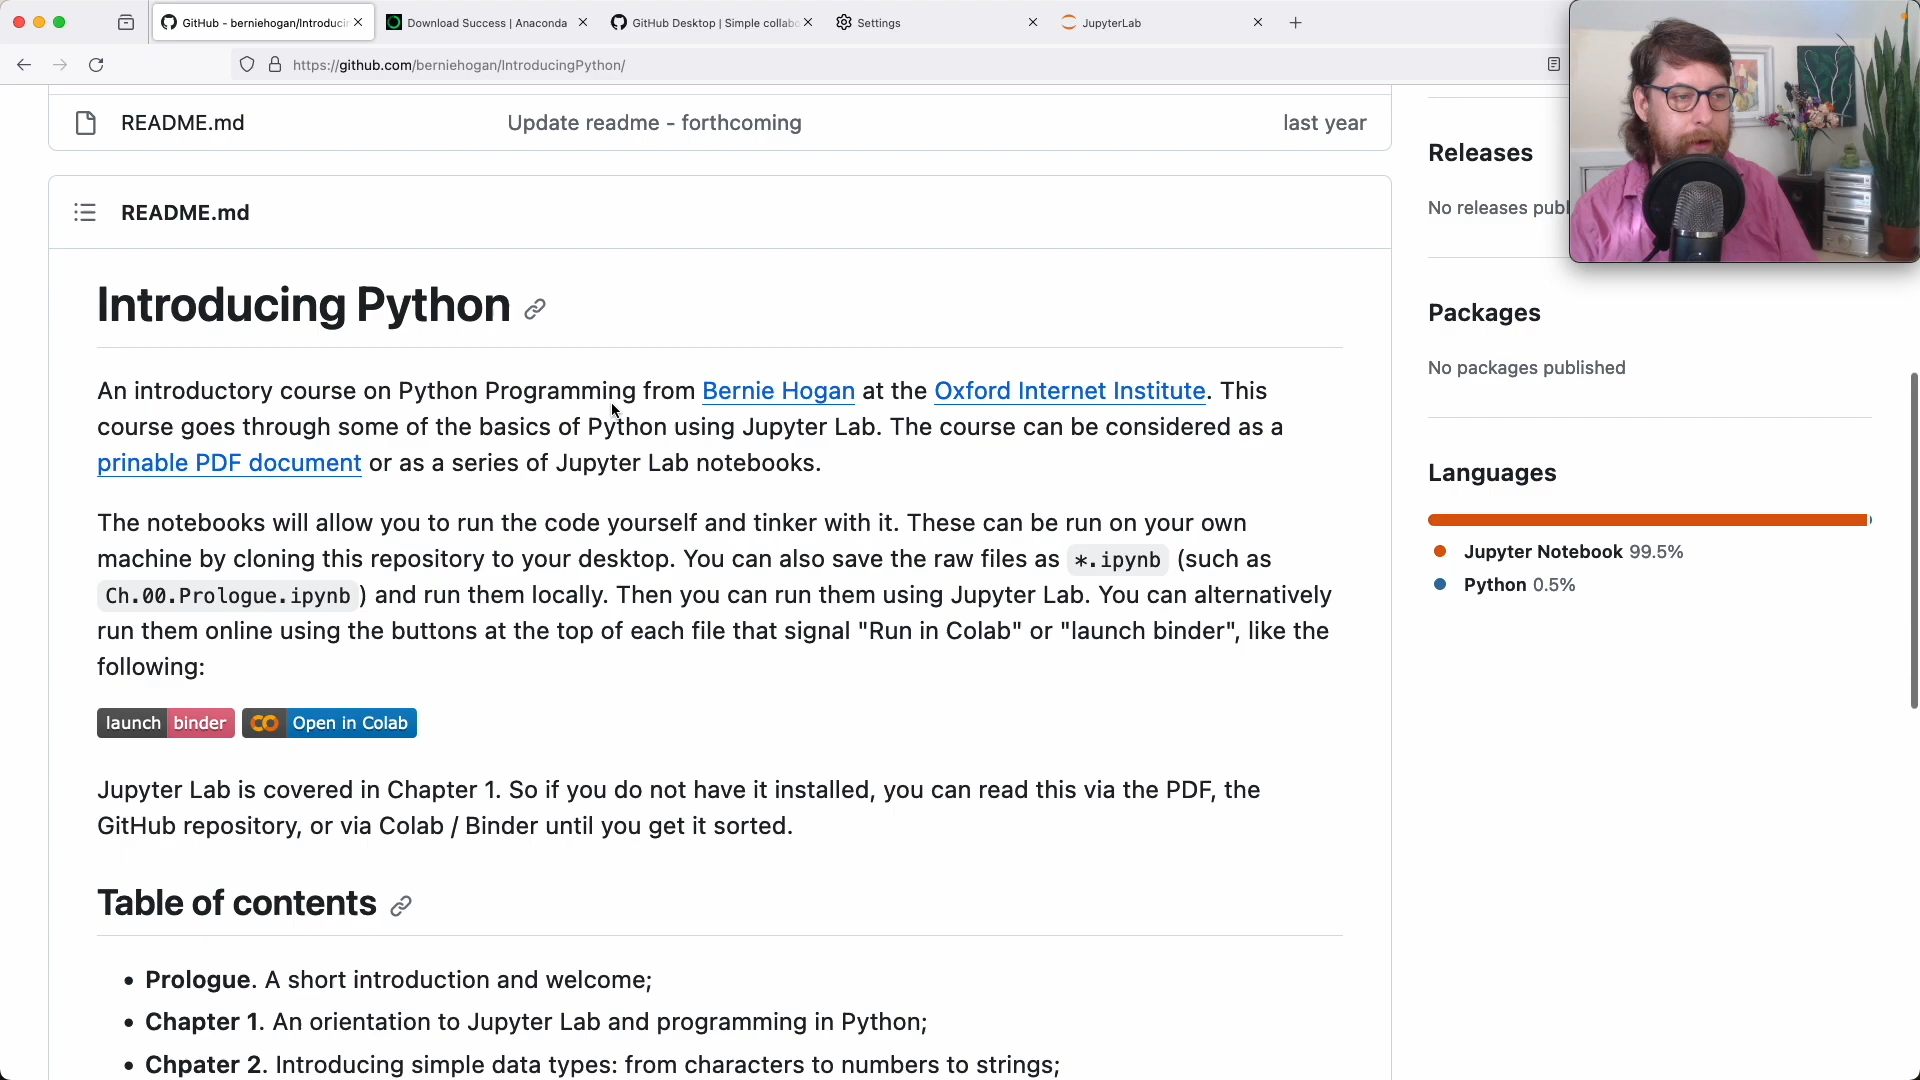 GitHub - berniehogan/Introducin
Download Success | Anaconda
GitHub Desktop | Simple collabo
Settings
JupyterLab
https://github.com/berniehogan/IntroducingPython/
README.md
Update readme - forthcoming
last year
README.md
Introducing Python
An introductory course on Python Programming from Bernie Hogan at the Oxford Internet Institute. This
course goes through some of the basics of Python using Jupyter Lab. The course can be considered as a
prinable PDF document or as a series of Jupyter Lab notebooks.
The notebooks will allow you to run the code yourself and tinker with it. These can be run on your own
machine by cloning this repository to your desktop. You can also save the raw files as *.ipynb (such as
Ch.00.Prologue.ipynb) and run them locally. Then you can run them using Jupyter Lab. You can alternatively
run them online using the buttons at the top of each file that signal "Run in Colab" or "launch binder", like the
following:
launch binder
Open in Colab
Jupyter Lab is covered in Chapter 1. So if you do not have it installed, you can read this via the PDF, the
GitHub repository, or via Colab / Binder until you get it sorted.
Table of contents
• Prologue. A short introduction and welcome;
• Chapter 1. An orientation to Jupyter Lab and programming in Python;
• Chpater 2. Introducing simple data types: from characters to numbers to strings;
Releases
No releases publ
Packages
No packages published
Languages
Jupyter Notebook 99.5%
Python 0.5%